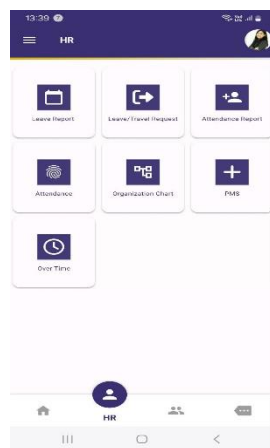 13:39
HR
Leave Report
Leave/Travel Request
Attendance Report
Attendance
Organization Chart
PMS
Over Time
HR